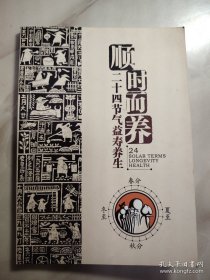 顺时而养
二十四节气益寿养生
24
SOLAR TERMS
LONGEVITY
HEALTH
春分
冬至
夏至
秋分